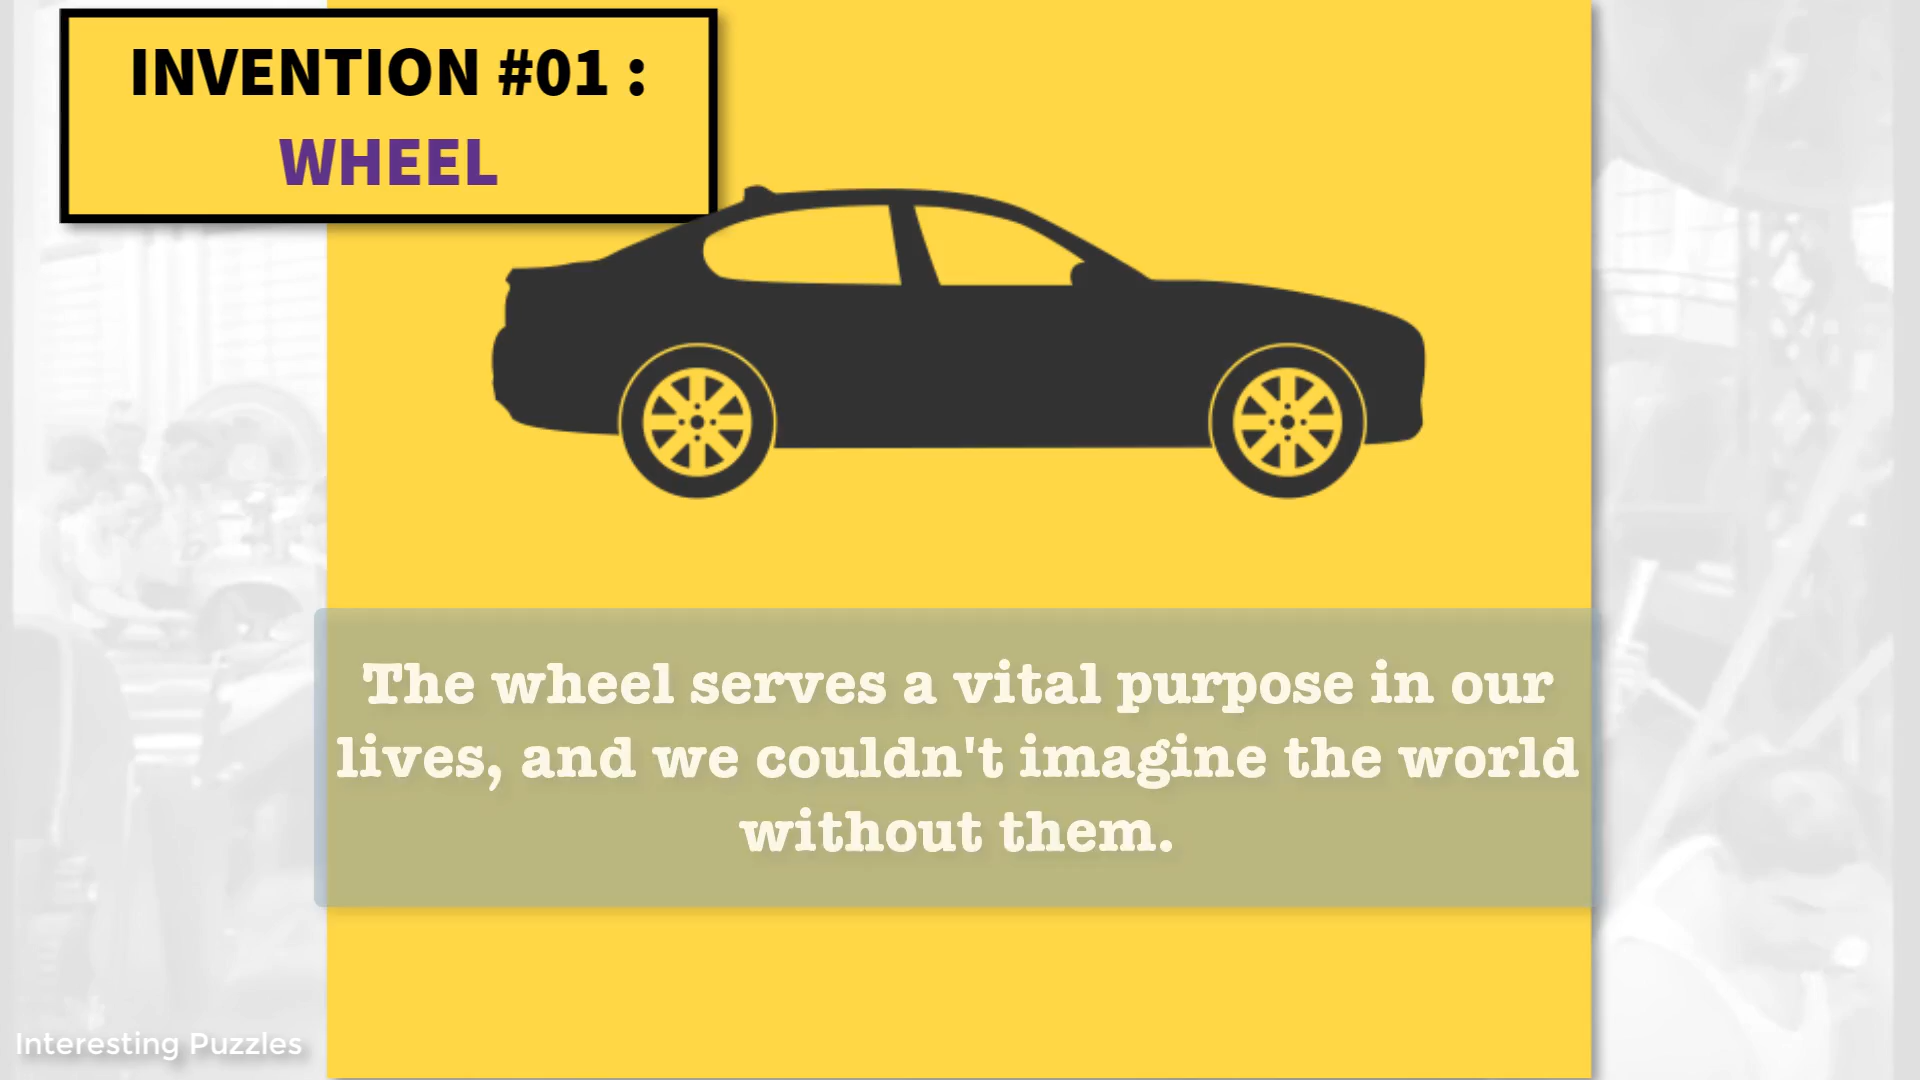 INVENTION #01 :
WHEEL
The wheel serves a vital purpose in our
lives, and we couldn't imagine the world
without them.
Interesting Puzzles